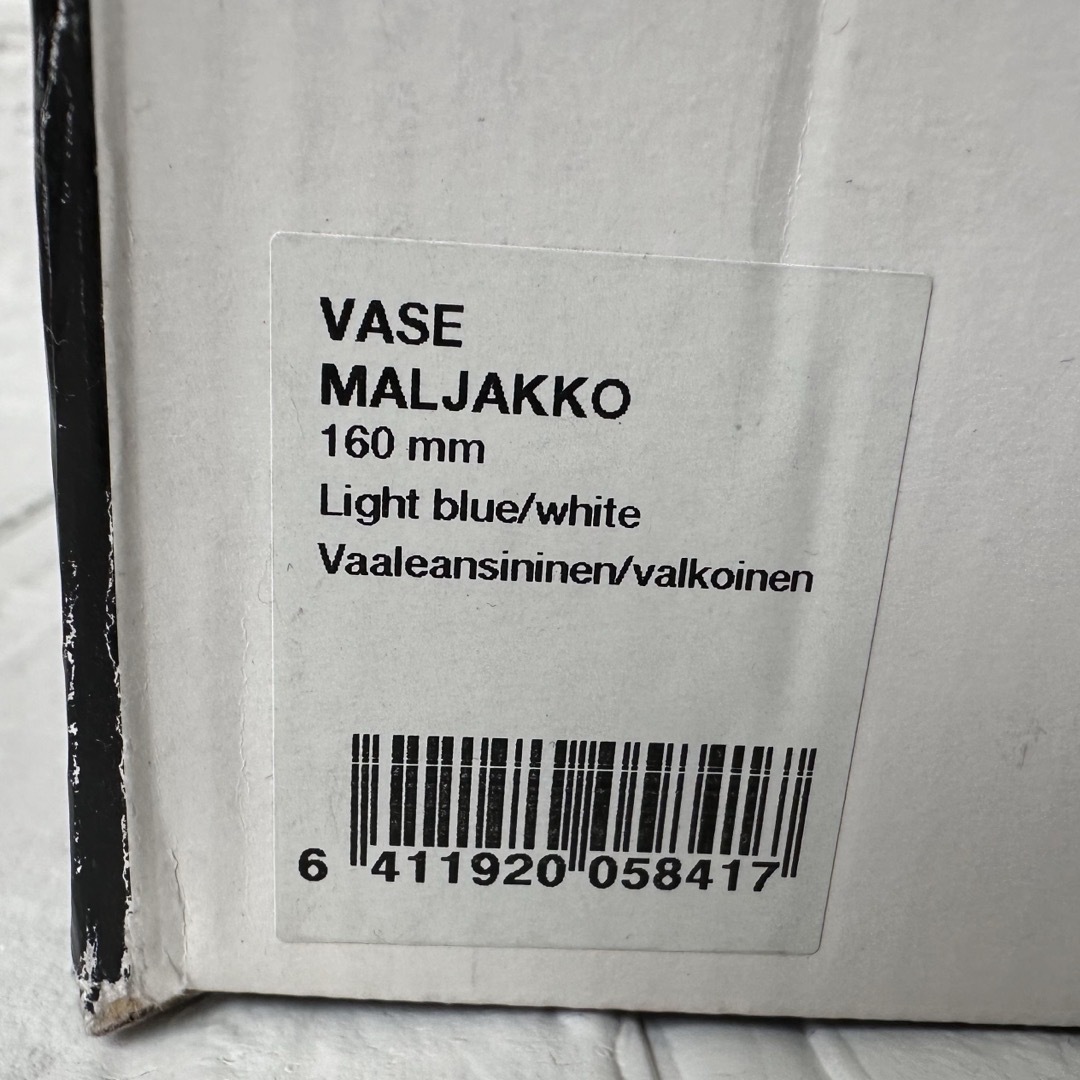 VASE
MALJAKKO
160 mm
Light blue/white
Vaaleansininen/valkoinen
6 411920 058417